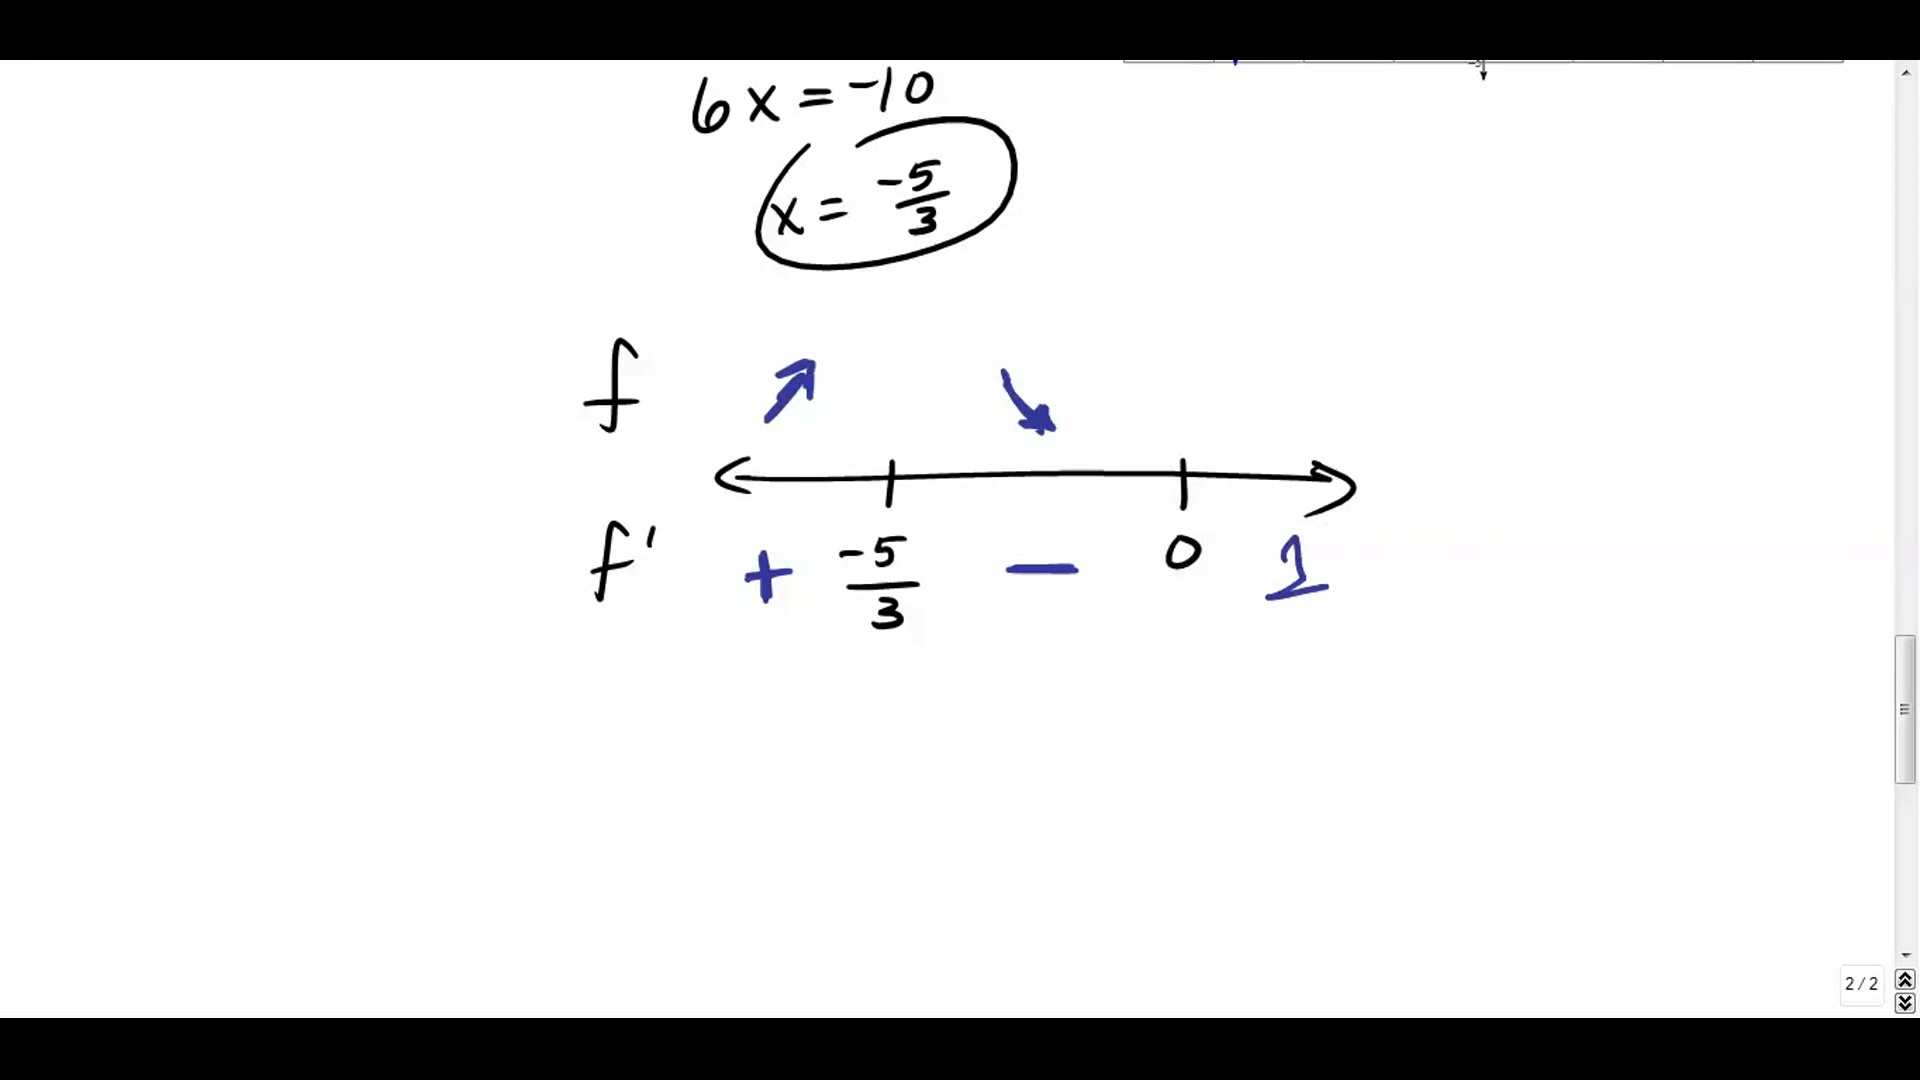 6x = -10
x = -5/3
f
f' + -5/3 — 0 1
2 / 2